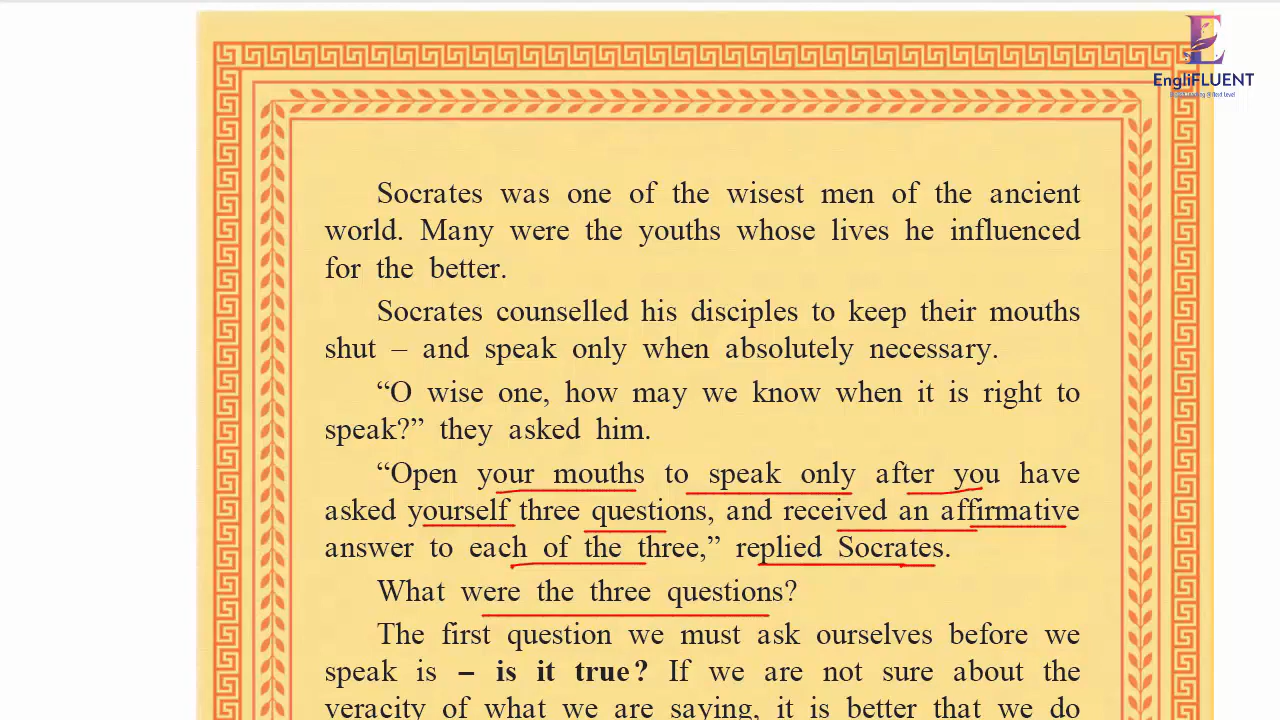 EngliFLUENT
Socrates was one of the wisest men of the ancient
world. Many were the youths whose lives he influenced
for the better.
Socrates counselled his disciples to keep their mouths
shut – and speak only when absolutely necessary.
“O wise one, how may we know when it is right to
speak?” they asked him.
“Open your mouths to speak only after you have
asked yourself three questions, and received an affirmative
answer to each of the three,” replied Socrates.
What were the three questions?
The first question we must ask ourselves before we
speak is – is it true? If we are not sure about the
veracity of what we are saying, it is better that we do